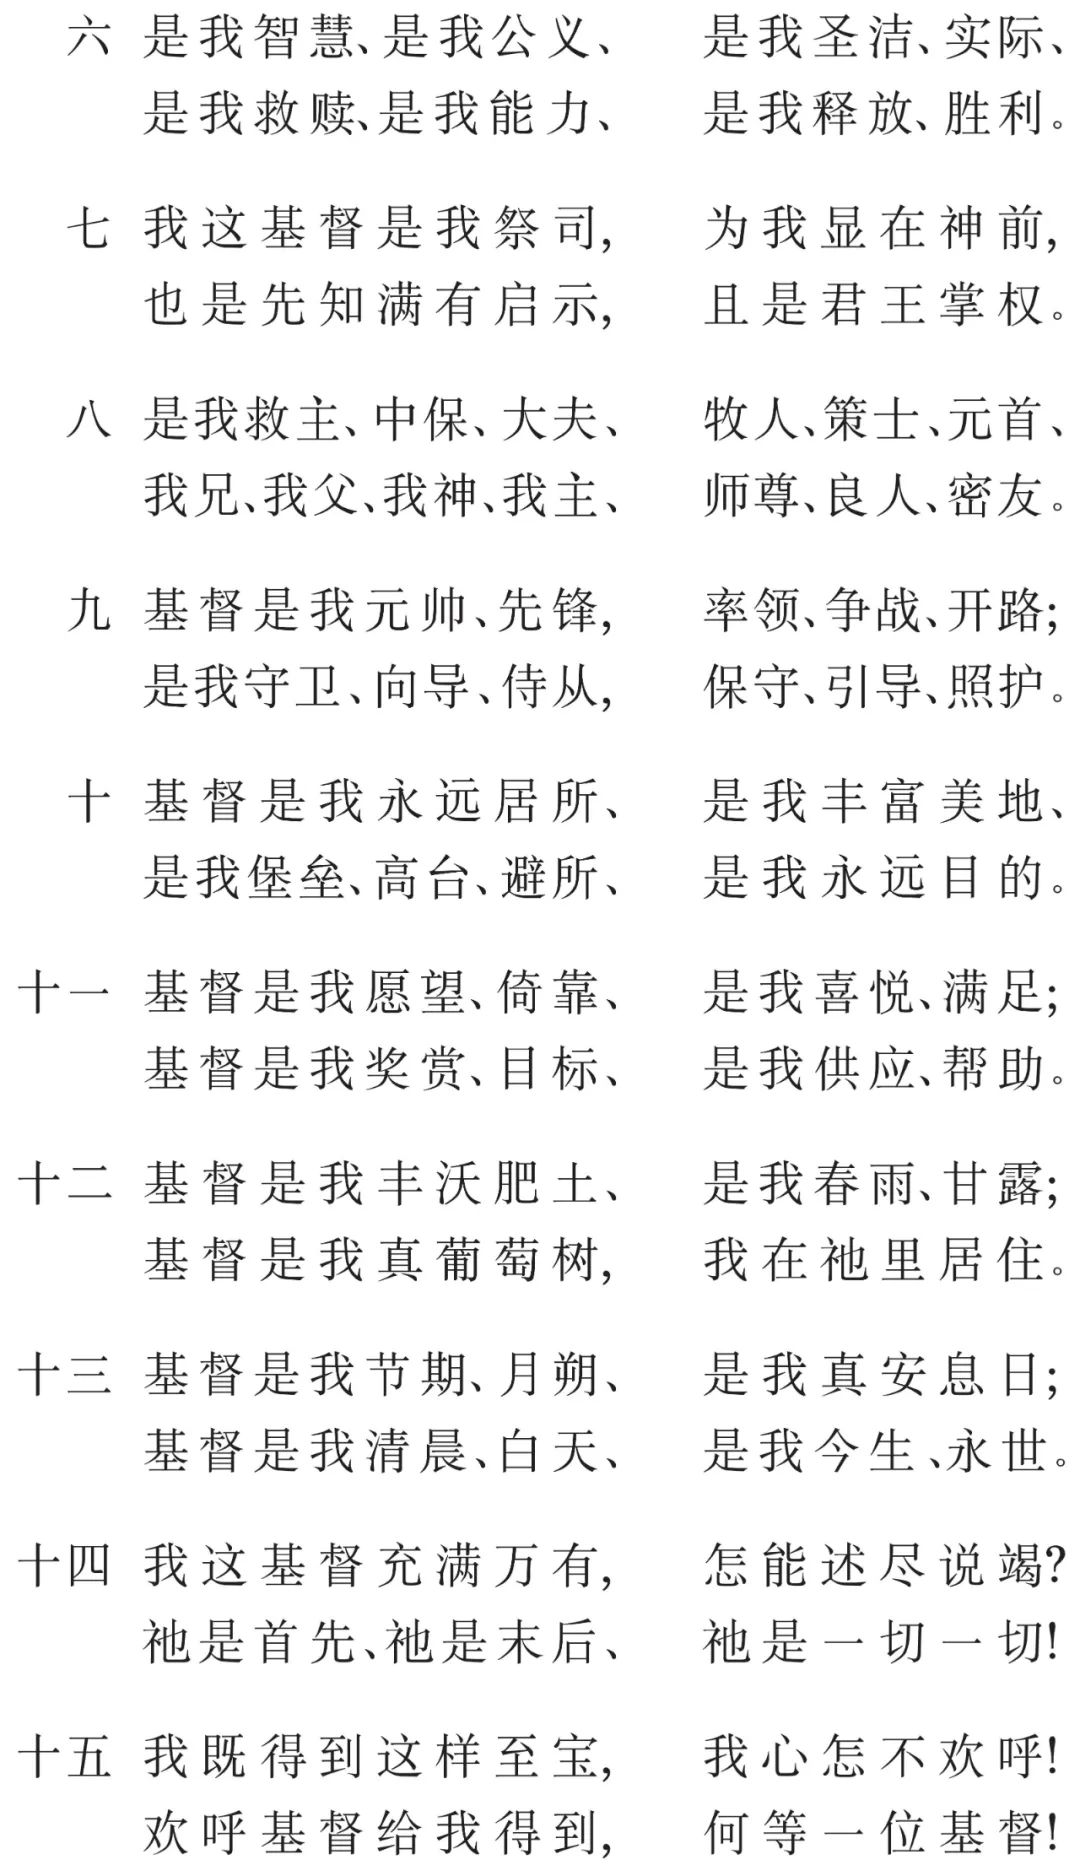 六 是我智慧、是我公义、 是我圣洁、实际、
是我救赎、是我能力、 是我释放、胜利。
七 我这基督是我祭司, 为我显在神前,
也是先知满有启示, 且是君王掌权。
八 是我救主、中保、大夫、 牧人、策士、元首、
我兄、我父、我神、我主、 师尊、良人、密友。
九 基督是我元帅、先锋, 率领、争战、开路;
是我守卫、向导、侍从, 保守、引导、照护。
十 基督是我永远居所、 是我丰富美地、
是我堡垒、高台、避所、 是我永远目的。
十一 基督是我愿望、倚靠、 是我喜悦、满足;
基督是我奖赏、目标、 是我供应、帮助。
十二 基督是我丰沃肥土、 是我春雨、甘露;
基督是我真葡萄树, 我在祂里居住。
十三 基督是我节期、月朔、 是我真安息日;
基督是我清晨、白天、 是我今生、永世。
十四 我这基督充满万有, 怎能述尽说竭?
祂是首先、祂是末后、 祂是一切一切!
十五 我既得到这样至宝, 我心怎不欢呼!
欢呼基督给我得到, 何等一位基督!